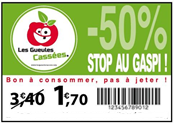 Les Gueules
Cassées.
-50%
STOP AU GASPI !
Bon à consommer, pas à jeter !
3€40 1€70
123456789012